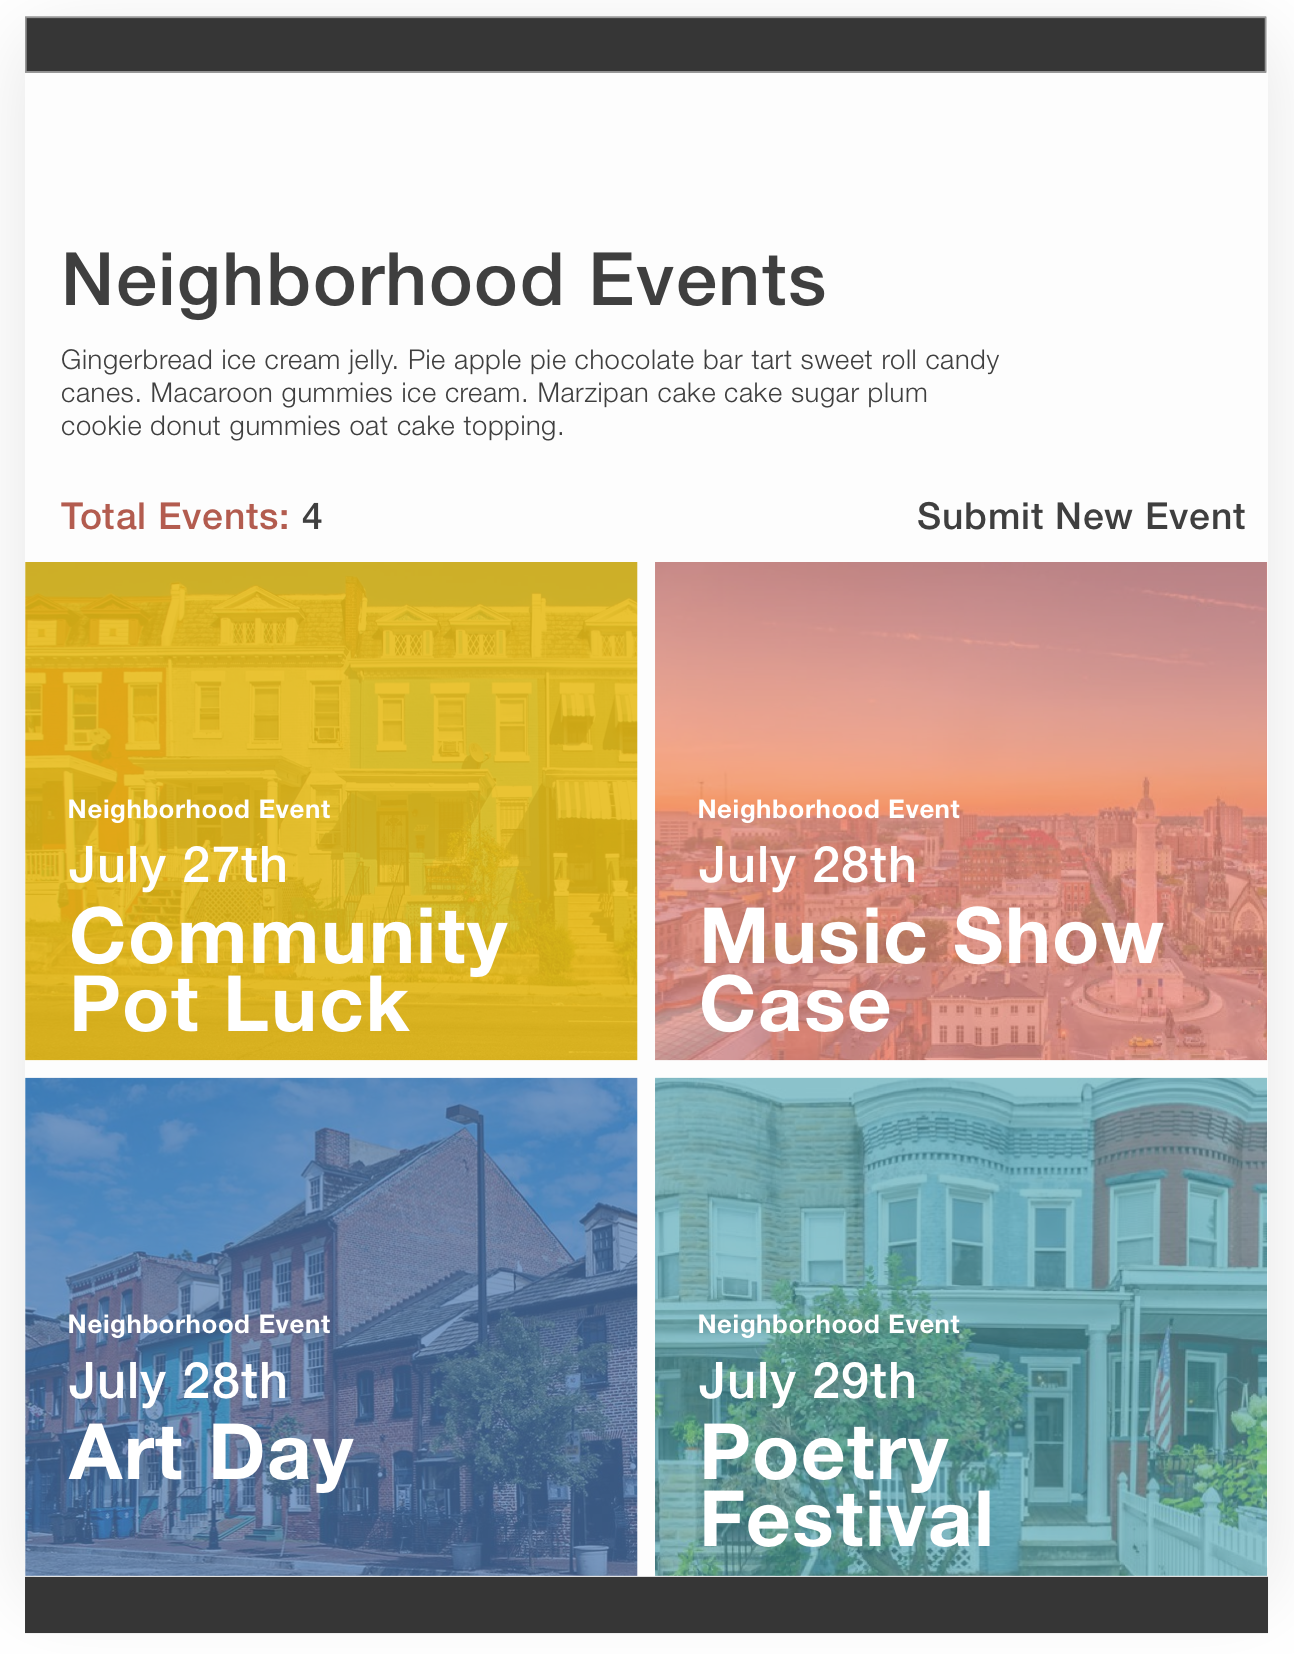 Neighborhood Events
Gingerbread ice cream jelly. Pie apple pie chocolate bar tart sweet roll candy
canes. Macaroon gummies ice cream. Marzipan cake cake sugar plum
cookie donut gummies oat cake topping.
Total Events: 4
Submit New Event
Neighborhood Event
July 27th
Community
Pot Luck
Neighborhood Event
July 28th
Music Show
Case
Neighborhood Event
July 28th
Art Day
Neighborhood Event
July 29th
Poetry
Festival